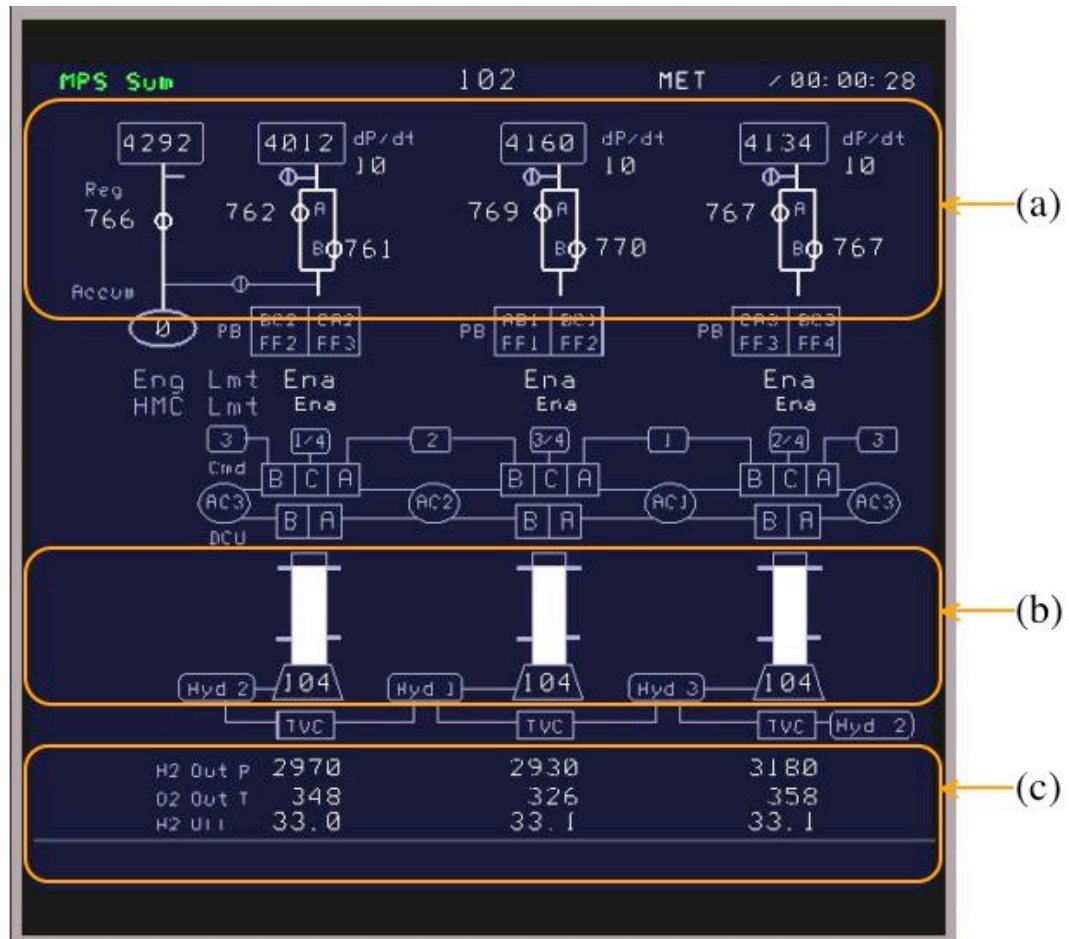 MPS Sum 102 MET /00:00:28
4292 4012 dP/dt 4160 dP/dt 4134 dP/dt
10 10 10
Reg
766 762 A 769 A 767 A
B 761 B 770 B 767
Accum
0 PB BC2 CA2 PB AB1 BC1 PB CA3 BC3
FF2 FF3 FF1 FF2 FF3 FF4
Eng Lmt Ena Ena Ena
HMC Lmt Ena Ena Ena
3 1/4 2 3/4 1 2/4 3
Cmd
B C A B C A B C A
AC3 AC2 AC1 AC3
B A B A B A
DCU
104 104 104
Hyd 2 Hyd 1 Hyd 3
TVC TVC TVC Hyd 2
H2 Out P 2970 2930 3180
O2 Out T 348 326 358
H2 Ull 33.0 33.1 33.1
(a)
(b)
(c)